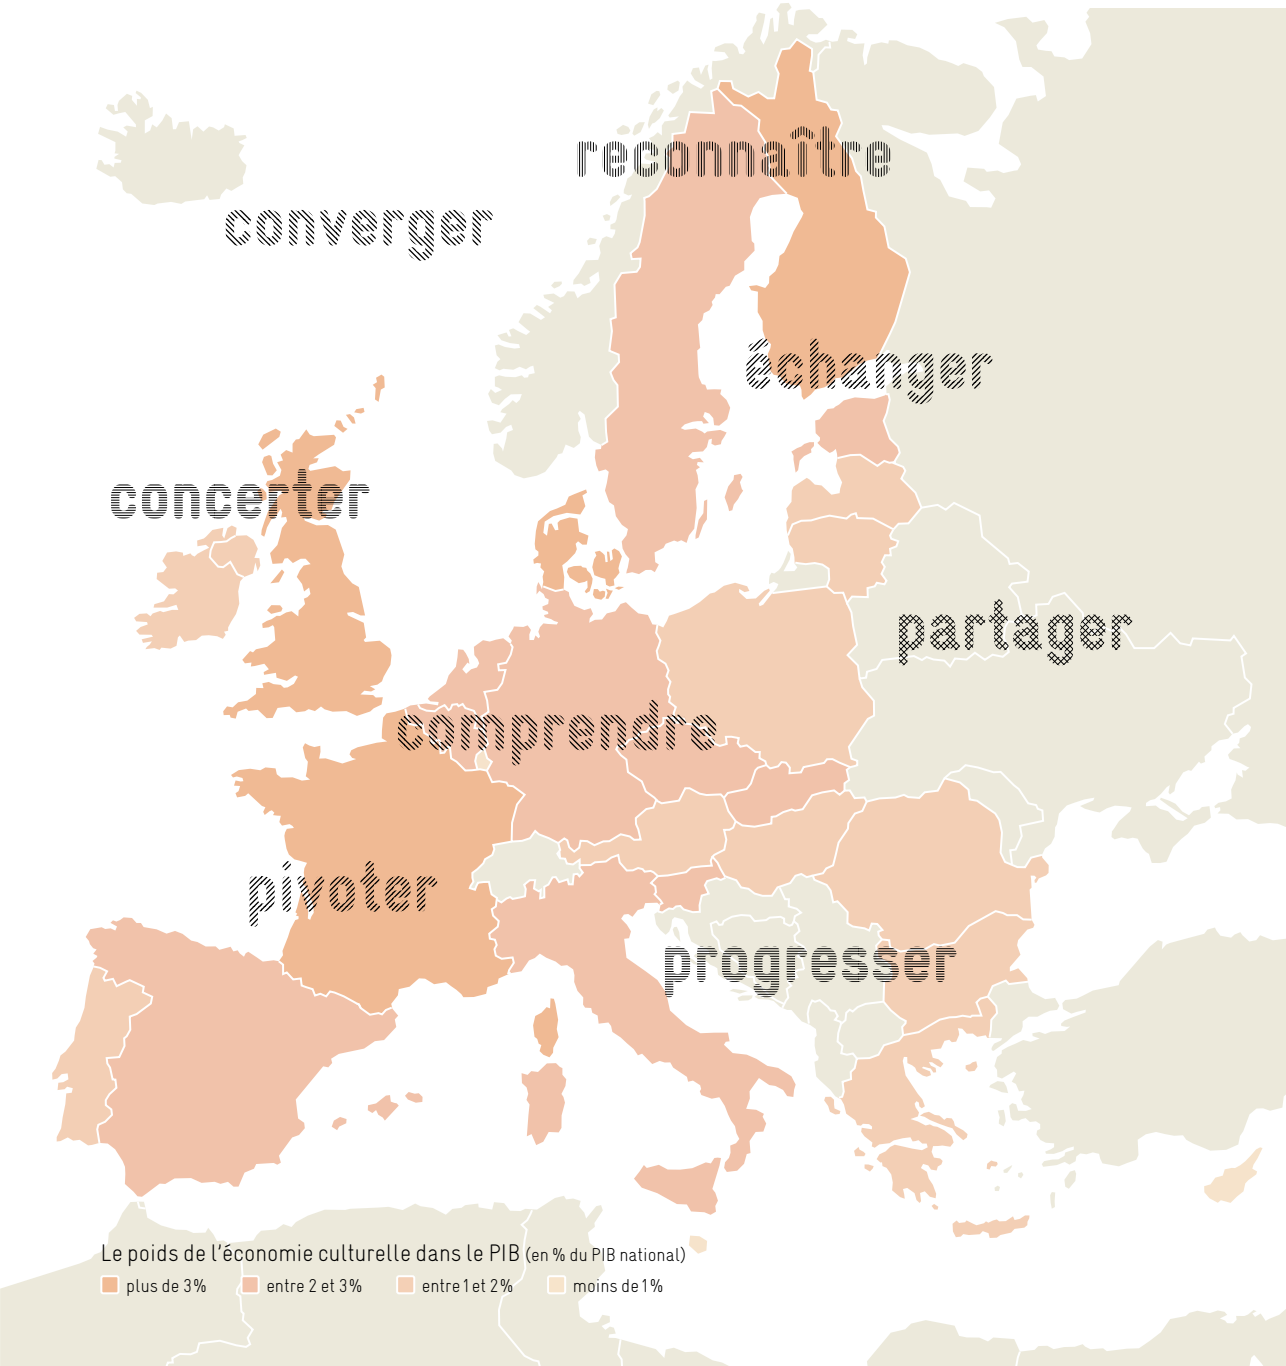 reconnaître
converger
échanger
concerter
partager
comprendre
pivoter
progresser
Le poids de l'économie culturelle dans le PIB (en % du PIB national)
plus de 3% entre 2 et 3% entre 1 et 2% moins de 1%